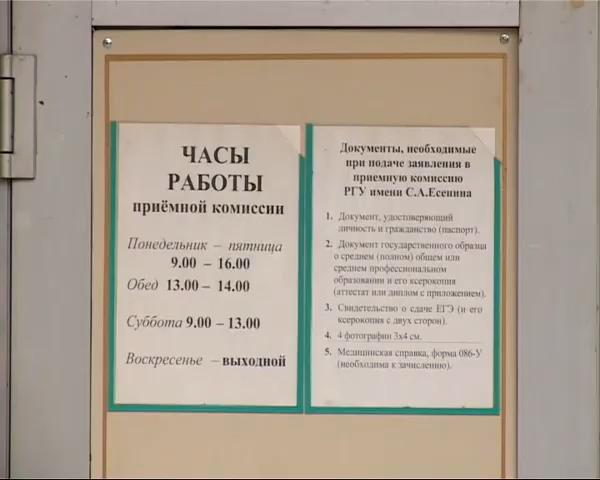 ЧАСЫ
РАБОТЫ
приёмной комиссии
Понедельник – пятница
9.00 – 16.00
Обед 13.00 – 14.00
Суббота 9.00 – 13.00
Воскресенье – выходной
Документы, необходимые
при подаче заявления в
приемную комиссию
РГУ имени С.А.Есенина
1. Документ, удостоверяющий
личность и гражданство (паспорт).
2. Документ государственного образца
о среднем (полном) общем или
среднем профессиональном
образовании и его ксерокопия
(аттестат или диплом с приложением).
3. Свидетельство о сдаче ЕГЭ (и его
ксерокопия с двух сторон).
4. 4 фотографии 3х4 см.
5. Медицинская справка, форма 086-У
(необходима к зачислению).